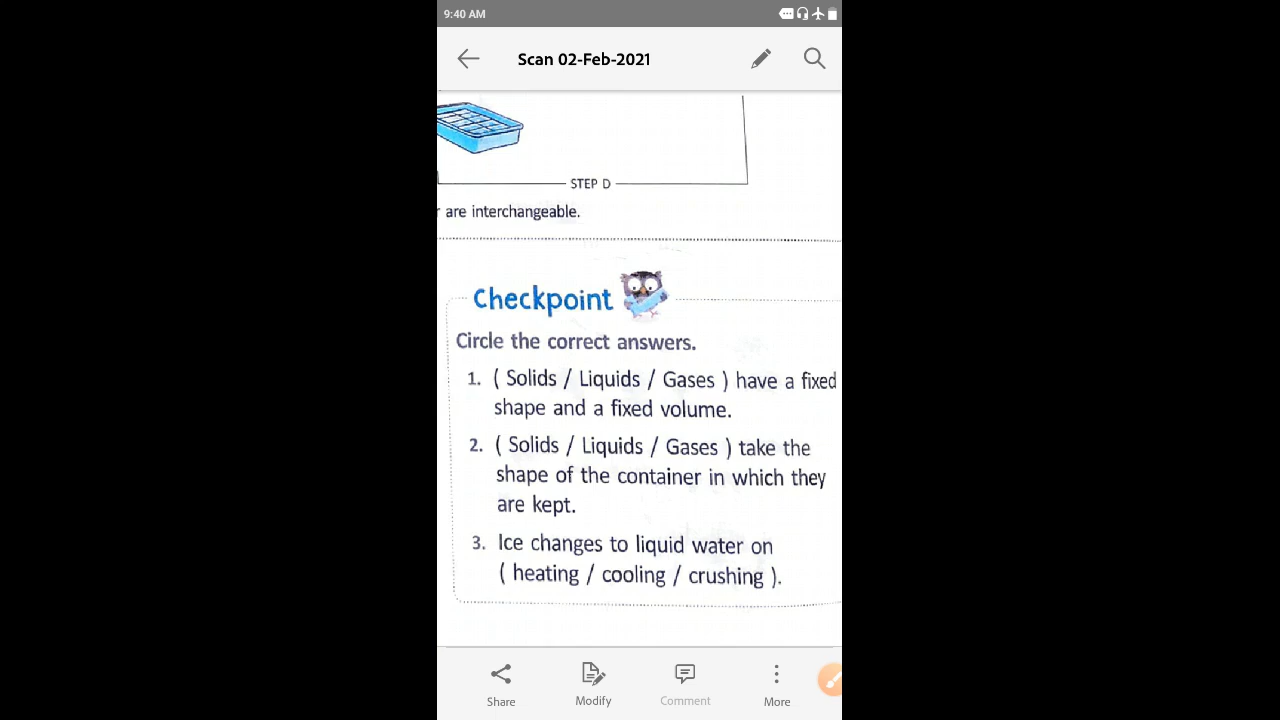 9:40 AM
Scan 02-Feb-2021
STEP D
are interchangeable.
Checkpoint
Circle the correct answers.
1. ( Solids / Liquids / Gases ) have a fixed
shape and a fixed volume.
2. ( Solids / Liquids / Gases ) take the
shape of the container in which they
are kept.
3. Ice changes to liquid water on
( heating / cooling / crushing ).
Share Modify Comment More